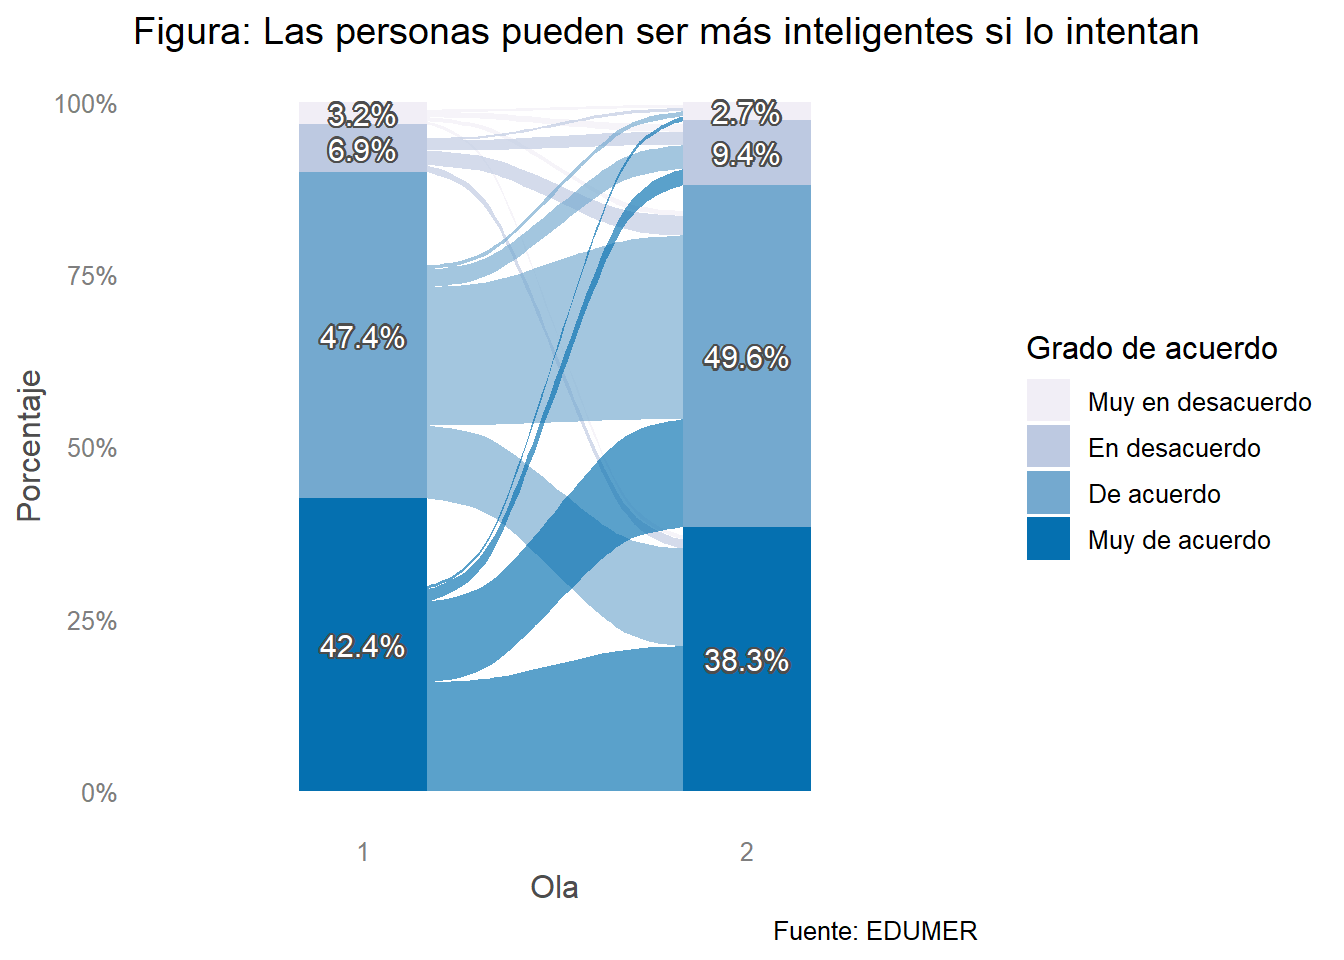 Figura: Las personas pueden ser más inteligentes si lo intentan
Porcentaje
100%
75%
50%
25%
0%
3.2%
6.9%
47.4%
42.4%
2.7%
9.4%
49.6%
38.3%
1
2
Ola
Grado de acuerdo
Muy en desacuerdo
En desacuerdo
De acuerdo
Muy de acuerdo
Fuente: EDUMER